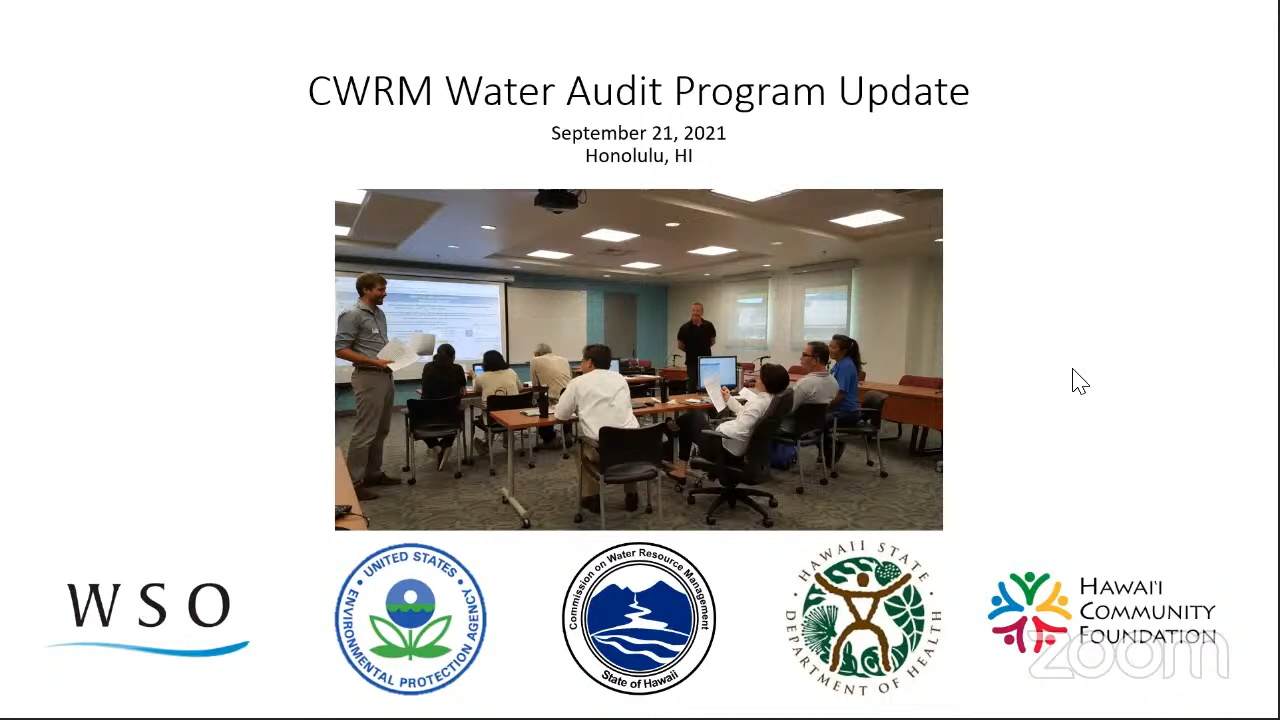 CWRM Water Audit Program Update
September 21, 2021
Honolulu, HI
WSO
UNITED STATES
ENVIRONMENTAL PROTECTION AGENCY
Commission on Water Resource Management
State of Hawaii
HAWAII STATE
DEPARTMENT OF HEALTH
HAWAI‘I
COMMUNITY
FOUNDATION
zoom